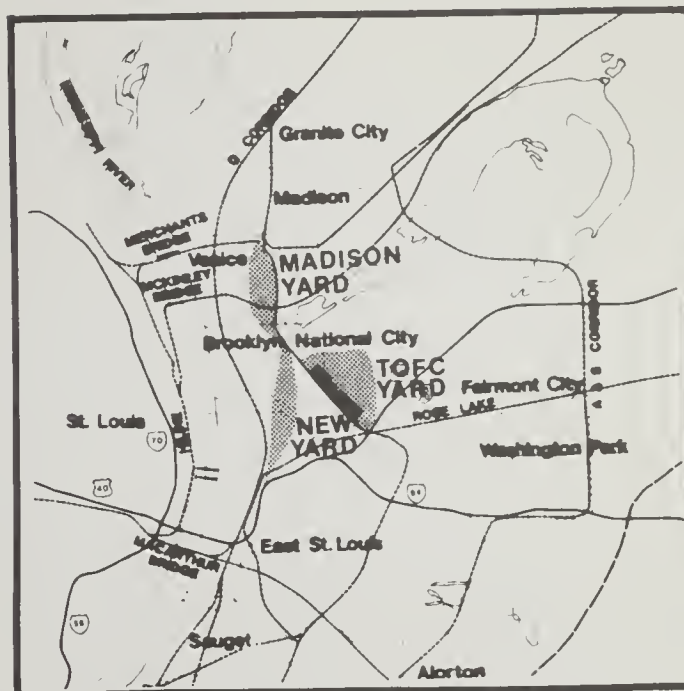 MISSISSIPPI RIVER
D CORRIDOR
Granite City
Madison
MERCHANTS
BRIDGE
Venice
MADISON
YARD
MCKINLEY
BRIDGE
Brooklyn
National City
TOFC
YARD
Fairmont City
A & S CORRIDOR
ROSE LAKE
NEW
YARD
St. Louis
70
Washington Park
40
64
East St. Louis
MACARTHUR
BRIDGE
Sauget
Alorton